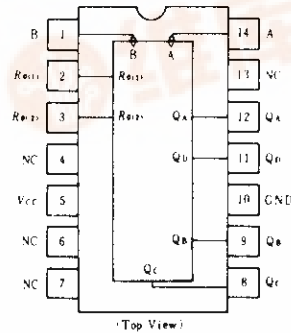 B 1 14 A
B A
R0(1) 2 R0(2) 13 NC
R0(2) 3 R0(2) QA 12 QA
NC 4 QD 11 QD
Vcc 5 10 GND
NC 6 QB 9 QB
QC
NC 7 8 QC
(Top View)